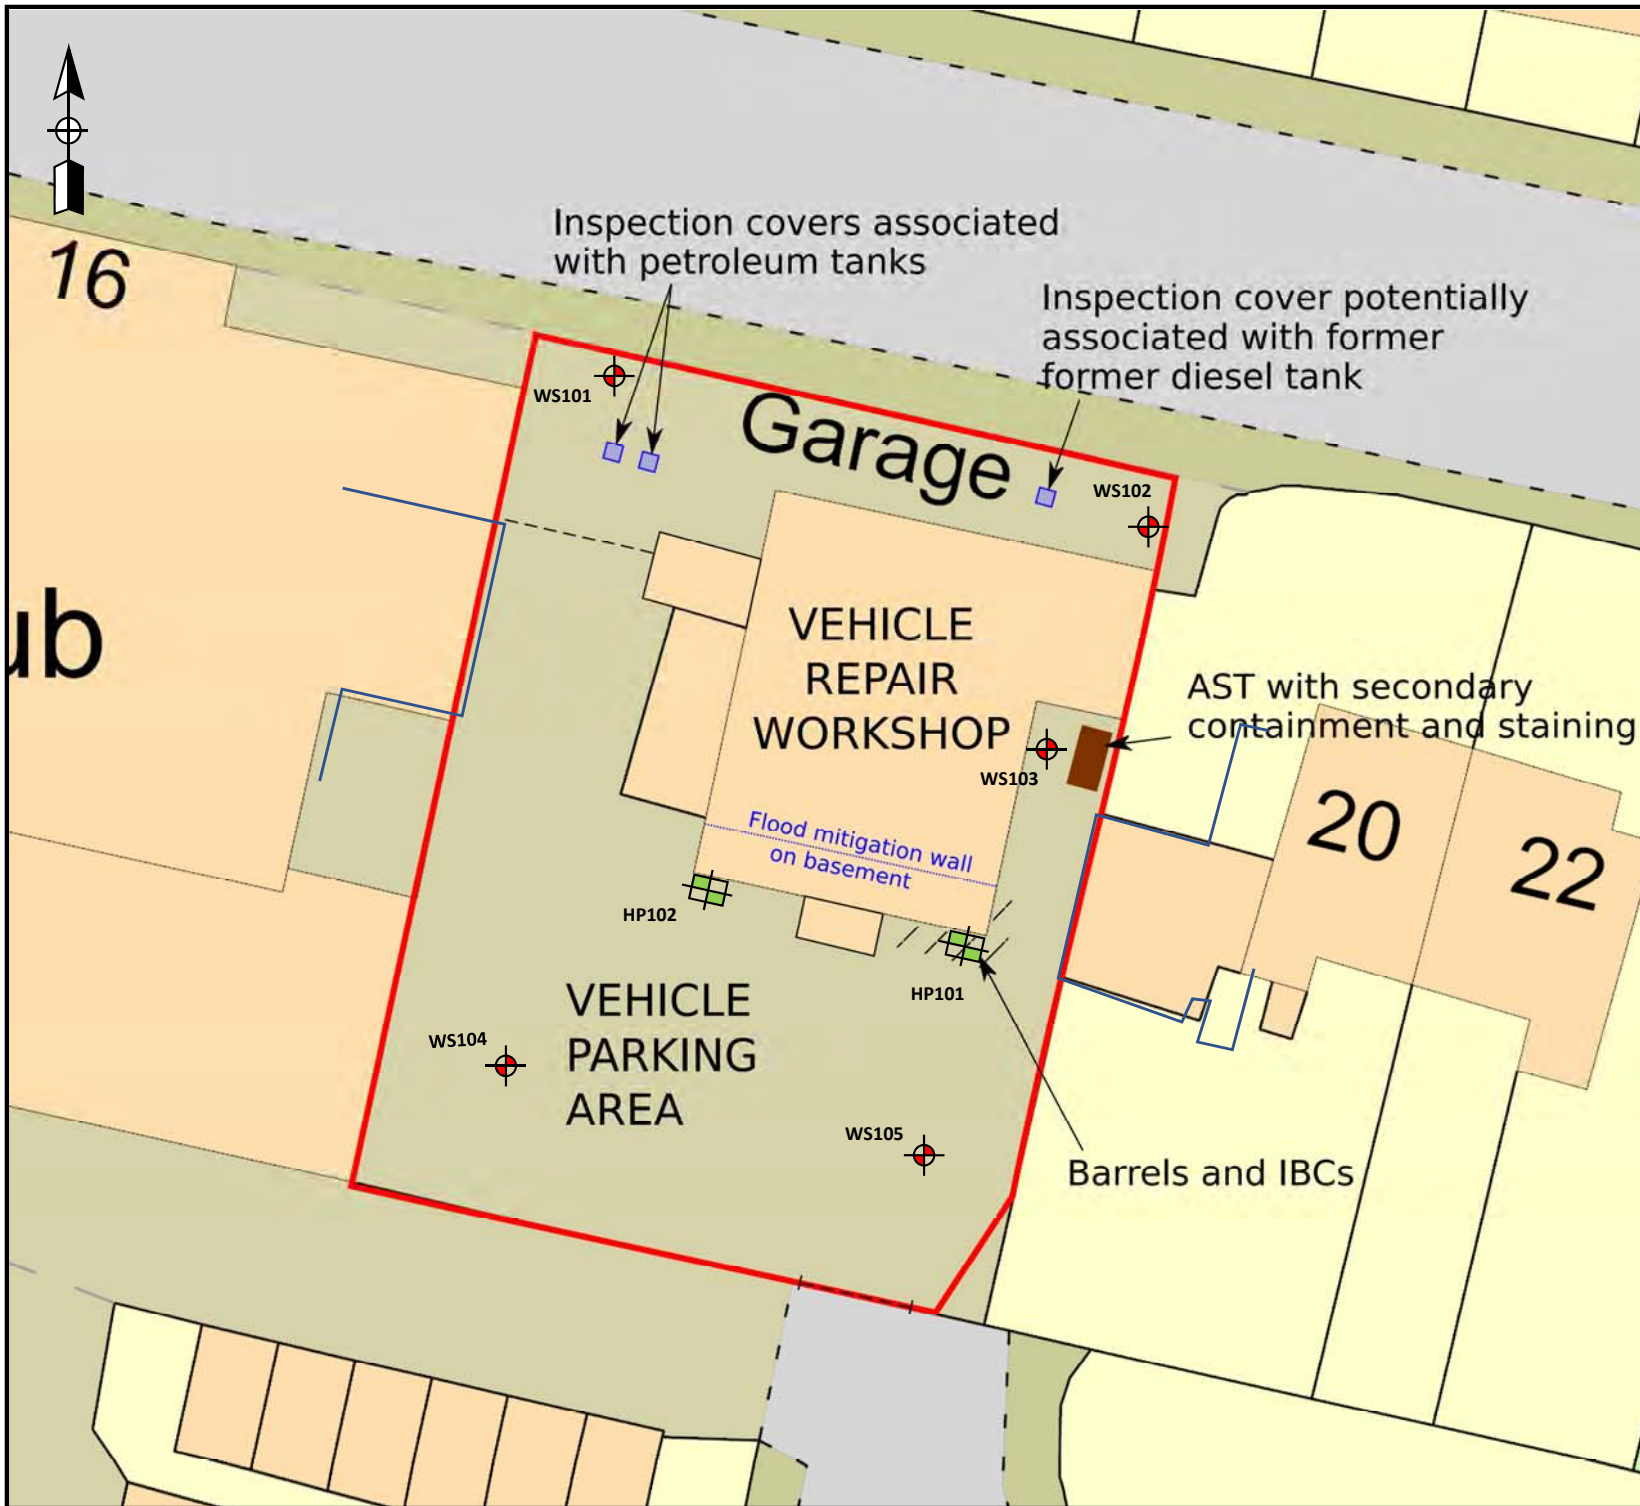 16
Inspection covers associated
with petroleum tanks
Inspection cover potentially
associated with former
former diesel tank
WS101
Garage
WS102
ub
VEHICLE
REPAIR
WORKSHOP
AST with secondary
containment and staining
WS103
20
22
Flood mitigation wall
on basement
HP102
HP101
VEHICLE
PARKING
AREA
WS104
WS105
Barrels and IBCs